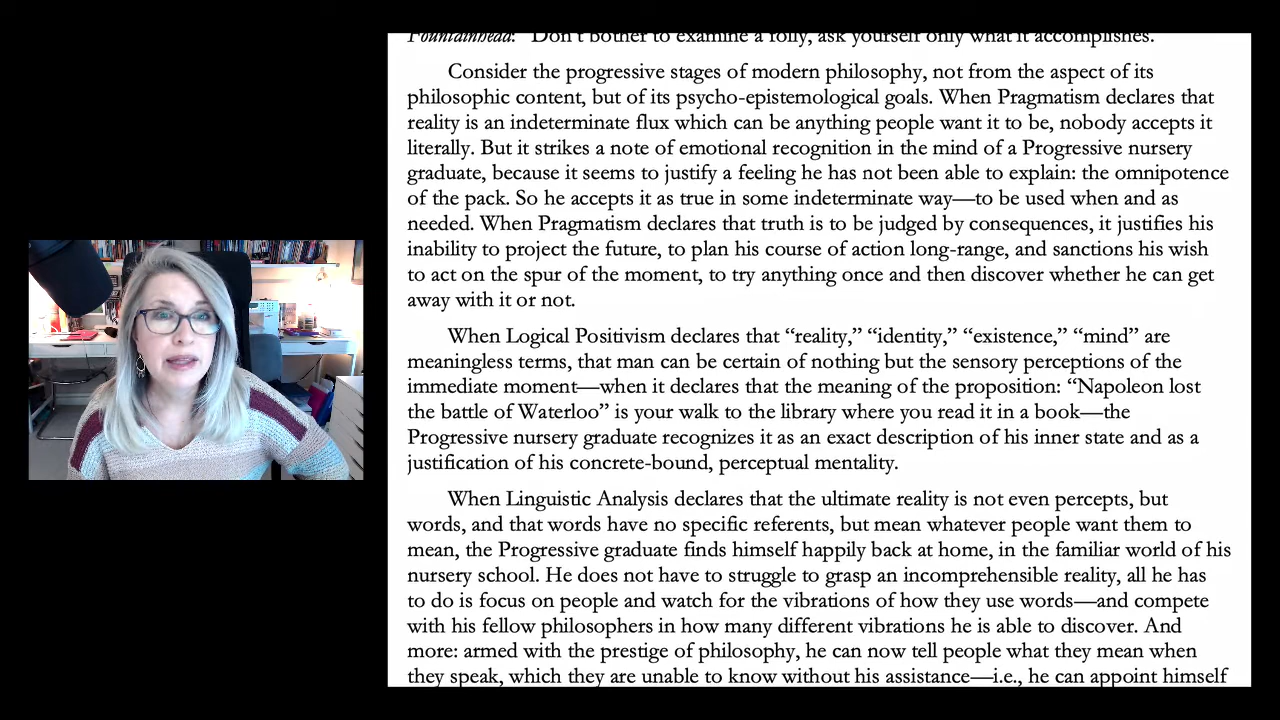 Fountainhead: “Don’t bother to examine a folly, ask yourself only what it accomplishes.”
Consider the progressive stages of modern philosophy, not from the aspect of its
philosophic content, but of its psycho-epistemological goals. When Pragmatism declares that
reality is an indeterminate flux which can be anything people want it to be, nobody accepts it
literally. But it strikes a note of emotional recognition in the mind of a Progressive nursery
graduate, because it seems to justify a feeling he has not been able to explain: the omnipotence
of the pack. So he accepts it as true in some indeterminate way—to be used when and as
needed. When Pragmatism declares that truth is to be judged by consequences, it justifies his
inability to project the future, to plan his course of action long-range, and sanctions his wish
to act on the spur of the moment, to try anything once and then discover whether he can get
away with it or not.
When Logical Positivism declares that “reality,” “identity,” “existence,” “mind” are
meaningless terms, that man can be certain of nothing but the sensory perceptions of the
immediate moment—when it declares that the meaning of the proposition: “Napoleon lost
the battle of Waterloo” is your walk to the library where you read it in a book—the
Progressive nursery graduate recognizes it as an exact description of his inner state and as a
justification of his concrete-bound, perceptual mentality.
When Linguistic Analysis declares that the ultimate reality is not even percepts, but
words, and that words have no specific referents, but mean whatever people want them to
mean, the Progressive graduate finds himself happily back at home, in the familiar world of his
nursery school. He does not have to struggle to grasp an incomprehensible reality, all he has
to do is focus on people and watch for the vibrations of how they use words—and compete
with his fellow philosophers in how many different vibrations he is able to discover. And
more: armed with the prestige of philosophy, he can now tell people what they mean when
they speak, which they are unable to know without his assistance—i.e., he can appoint himself